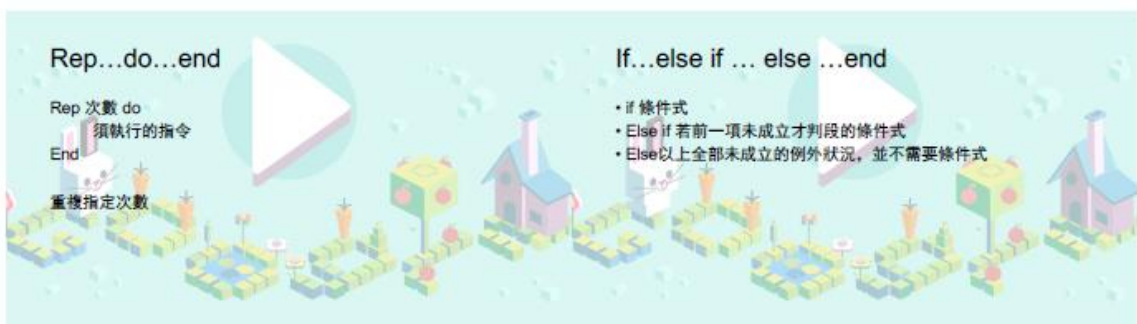 Rep…do…end
Rep 次數 do
須執行的指令
End
重複指定次數
If…else if … else …end
• if 條件式
• Else if 若前一項未成立才判段的條件式
• Else以上全部未成立的例外狀況，並不需要條件式